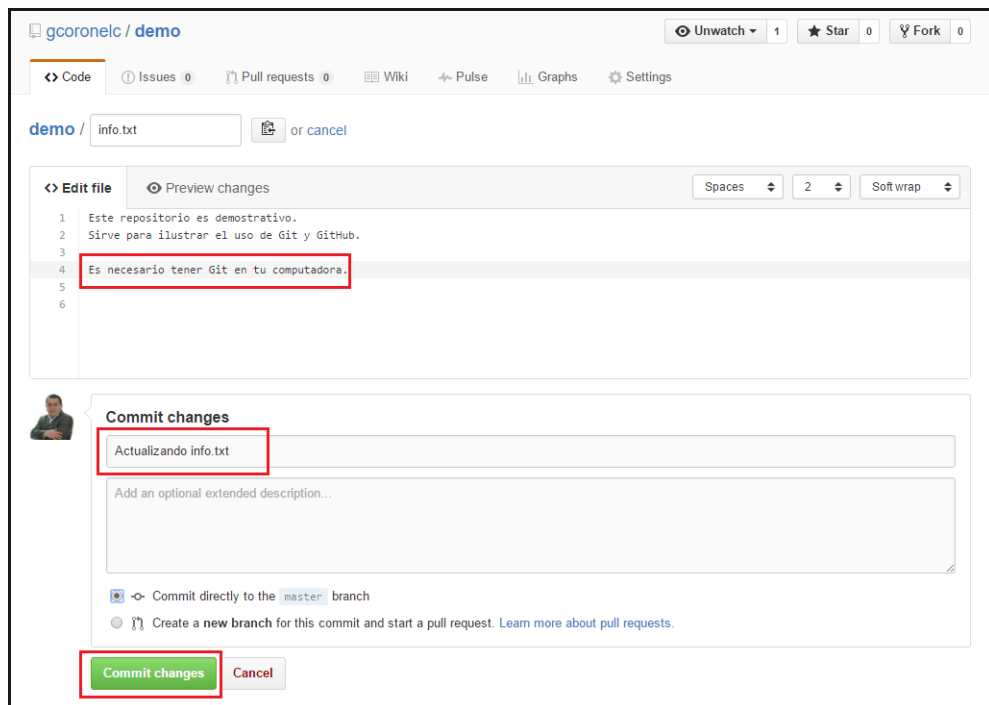 gcoronelc / demo Unwatch 1 Star 0 Fork 0
Code Issues 0 Pull requests 0 Wiki Pulse Graphs Settings
demo / info.txt or cancel
Edit file Preview changes Spaces 2 Soft wrap
1 Este repositorio es demostrativo.
2 Sirve para ilustrar el uso de Git y GitHub.
3
4 Es necesario tener Git en tu computadora.
5
6
Commit changes
Actualizando info.txt
Add an optional extended description...
Commit directly to the master branch
Create a new branch for this commit and start a pull request. Learn more about pull requests.
Commit changes Cancel